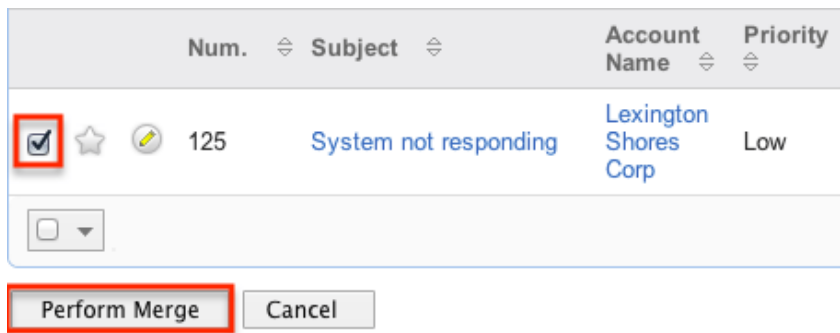 Num. Subject Account Name Priority
125 System not responding Lexington Shores Corp Low
Perform Merge Cancel